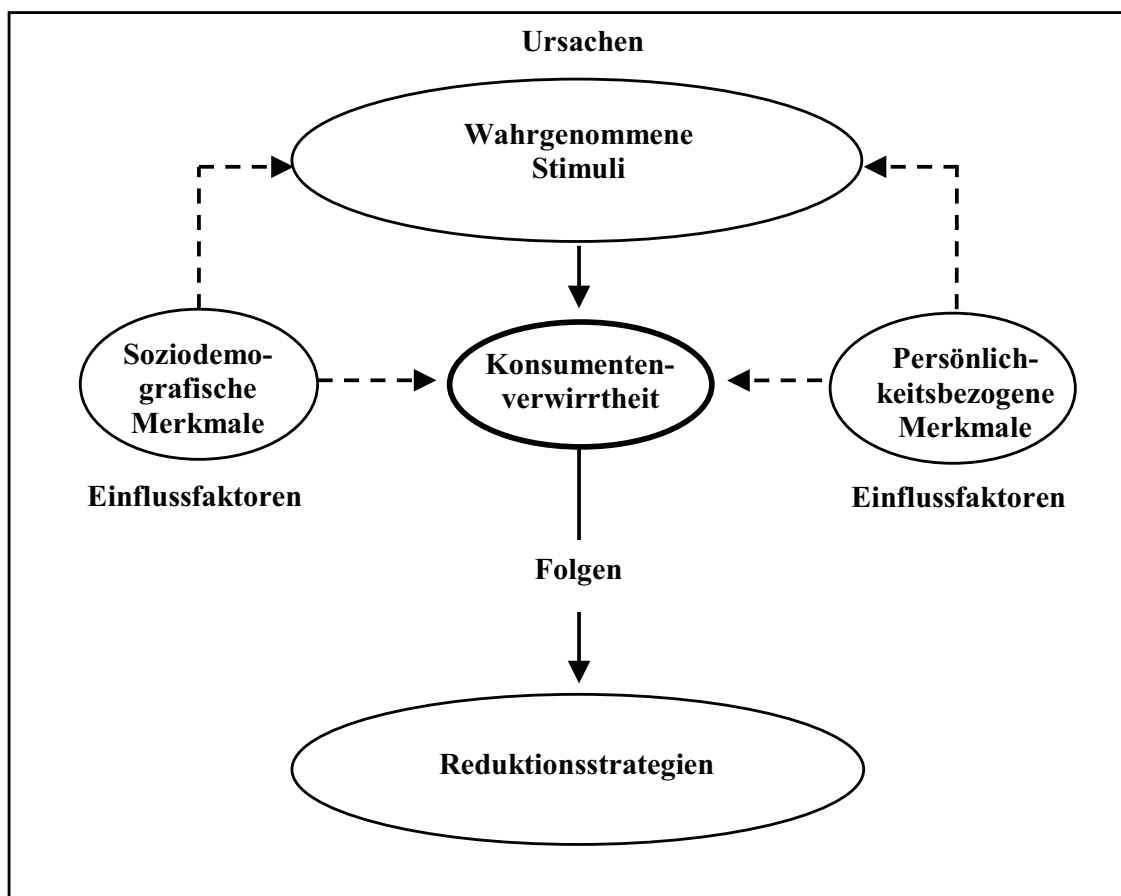 Ursachen
Wahrgenommene
Stimuli
Soziodemo-
grafische
Merkmale
Konsumenten-
verwirrtheit
Persönlich-
keitsbezogene
Merkmale
Einflussfaktoren
Einflussfaktoren
Folgen
Reduktionsstrategien